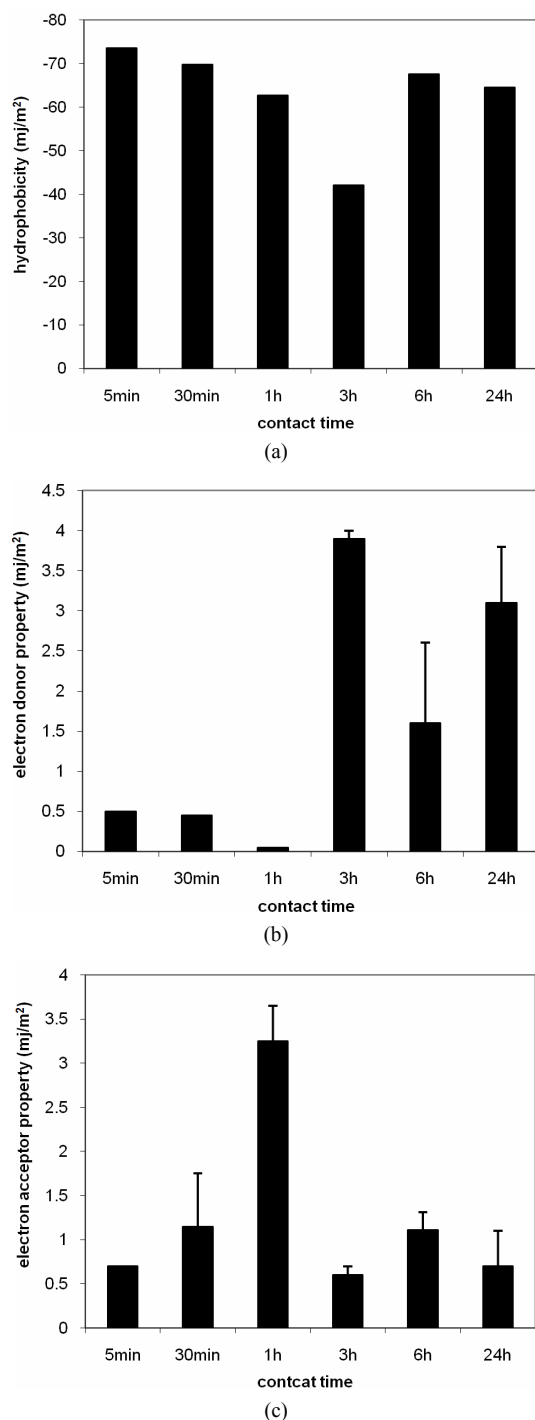 -80
-70
-60
-50
-40
-30
-20
-10
0
hydrophobicity (mj/m²)
5min 30min 1h 3h 6h 24h
contact time
(a)
4.5
4
3.5
3
2.5
2
1.5
1
0.5
0
electron donor property (mj/m²)
5min 30min 1h 3h 6h 24h
contact time
(b)
4
3.5
3
2.5
2
1.5
1
0.5
0
electron acceptor property (mj/m²)
5min 30min 1h 3h 6h 24h
contcat time
(c)